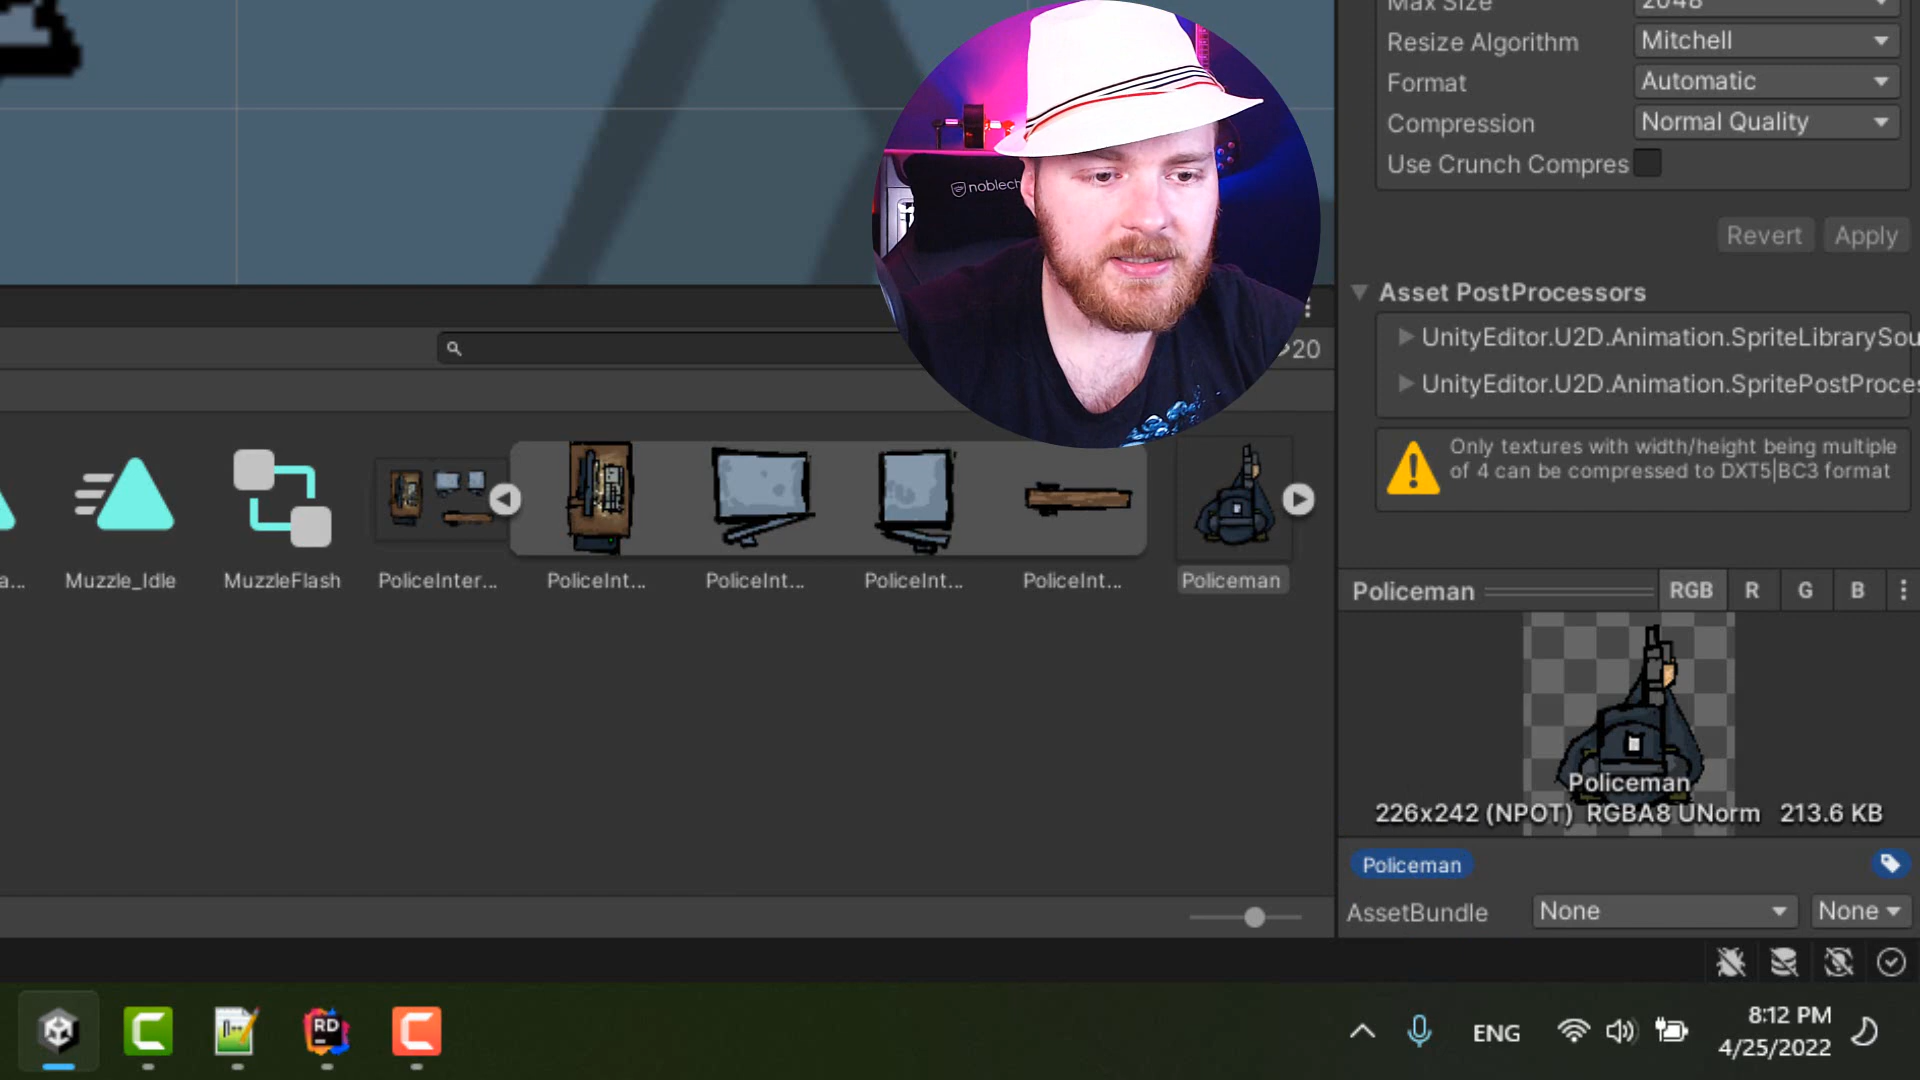 Max Size
2048
Resize Algorithm
Mitchell
Format
Automatic
Compression
Normal Quality
Use Crunch Compres
Revert
Apply
Asset PostProcessors
UnityEditor.U2D.Animation.SpriteLibrarySou
UnityEditor.U2D.Animation.SpritePostProces
Only textures with width/height being multiple
of 4 can be compressed to DXT5|BC3 format
noblech
20
a...
Muzzle_Idle
MuzzleFlash
PoliceInter...
PoliceInt...
PoliceInt...
PoliceInt...
PoliceInt...
Policeman
Policeman
RGB
R
G
B
Policeman
226x242 (NPOT) RGBA8 UNorm 213.6 KB
Policeman
AssetBundle
None
None
RD
ENG
8:12 PM
4/25/2022